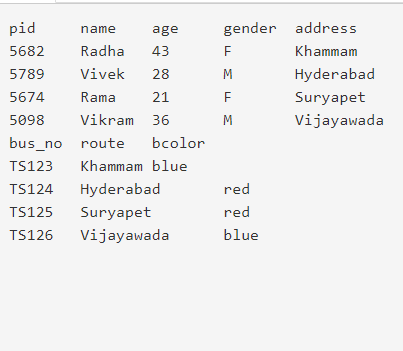 pid name age gender address
5682 Radha 43 F Khammam
5789 Vivek 28 M Hyderabad
5674 Rama 21 F Suryapet
5098 Vikram 36 M Vijayawada
bus_no route bcolor
TS123 Khammam blue
TS124 Hyderabad red
TS125 Suryapet red
TS126 Vijayawada blue